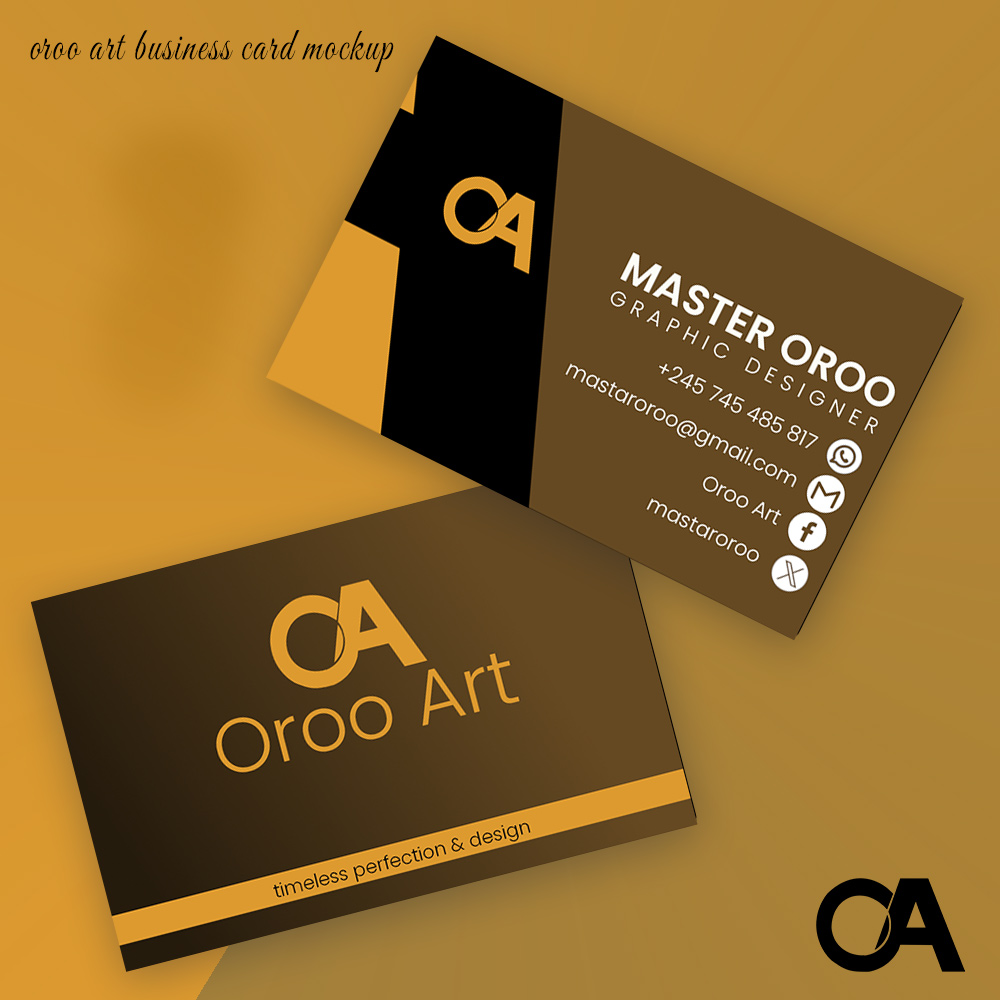 oroo art business card mockup
OA
MASTER OROO
GRAPHIC DESIGNER
+245 745 485 817
mastaroroo@gmail.com
Oroo Art
mastaroroo
OA
Oroo Art
timeless perfection & design
OA